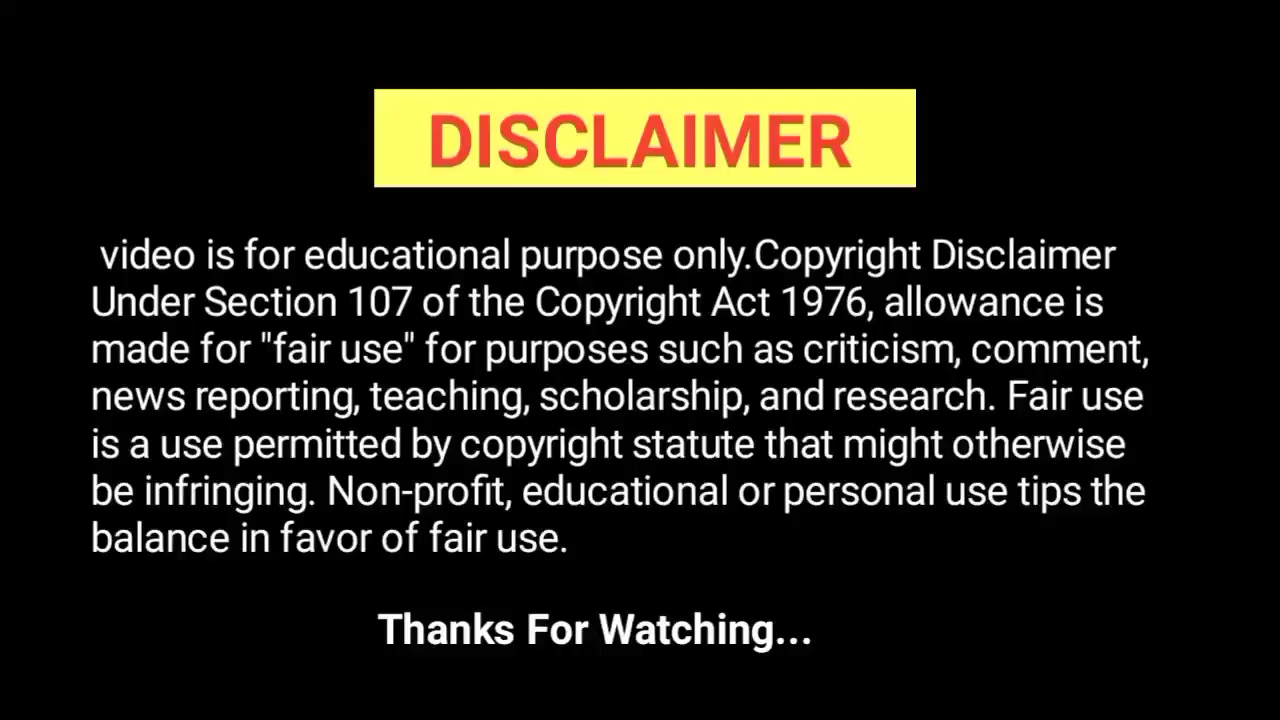 DISCLAIMER
video is for educational purpose only.Copyright Disclaimer
Under Section 107 of the Copyright Act 1976, allowance is
made for "fair use" for purposes such as criticism, comment,
news reporting, teaching, scholarship, and research. Fair use
is a use permitted by copyright statute that might otherwise
be infringing. Non-profit, educational or personal use tips the
balance in favor of fair use.
Thanks For Watching...